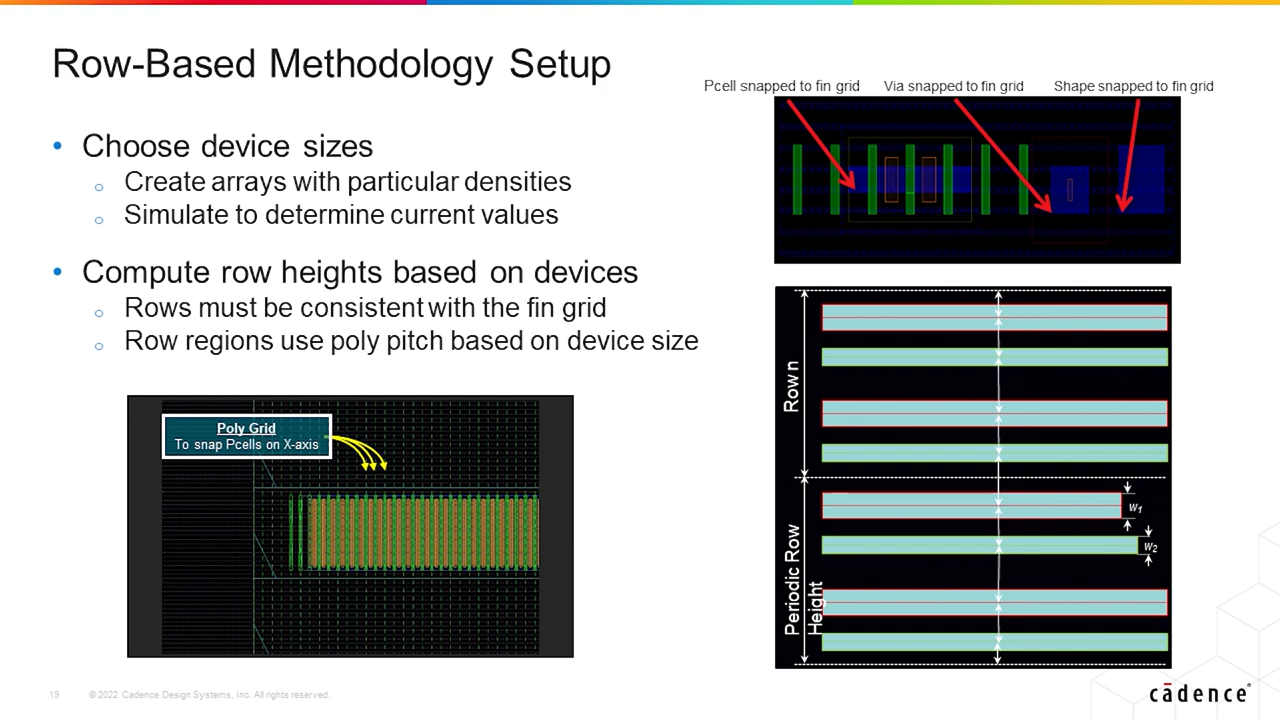 Row-Based Methodology Setup
Pcell snapped to fin grid
Via snapped to fin grid
Shape snapped to fin grid
• Choose device sizes
o Create arrays with particular densities
o Simulate to determine current values
• Compute row heights based on devices
o Rows must be consistent with the fin grid
o Row regions use poly pitch based on device size
Poly Grid
To snap Pcells on X-axis
Row n
Periodic Row
Height
w1
w2
19
© 2022 Cadence Design Systems, Inc. All rights reserved.
cādence®